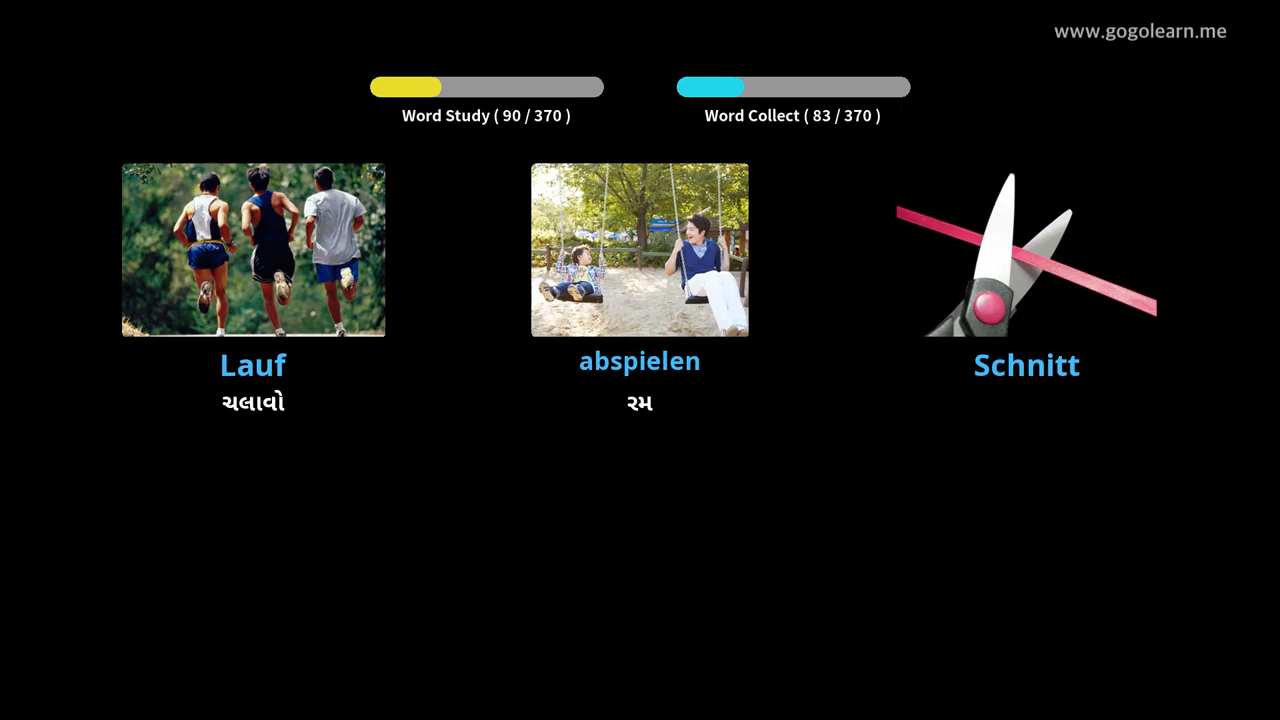 www.gogolearn.me
Word Study ( 90 / 370 )
Word Collect ( 83 / 370 )
Lauf
abspielen
Schnitt
ચલાવો
રમ